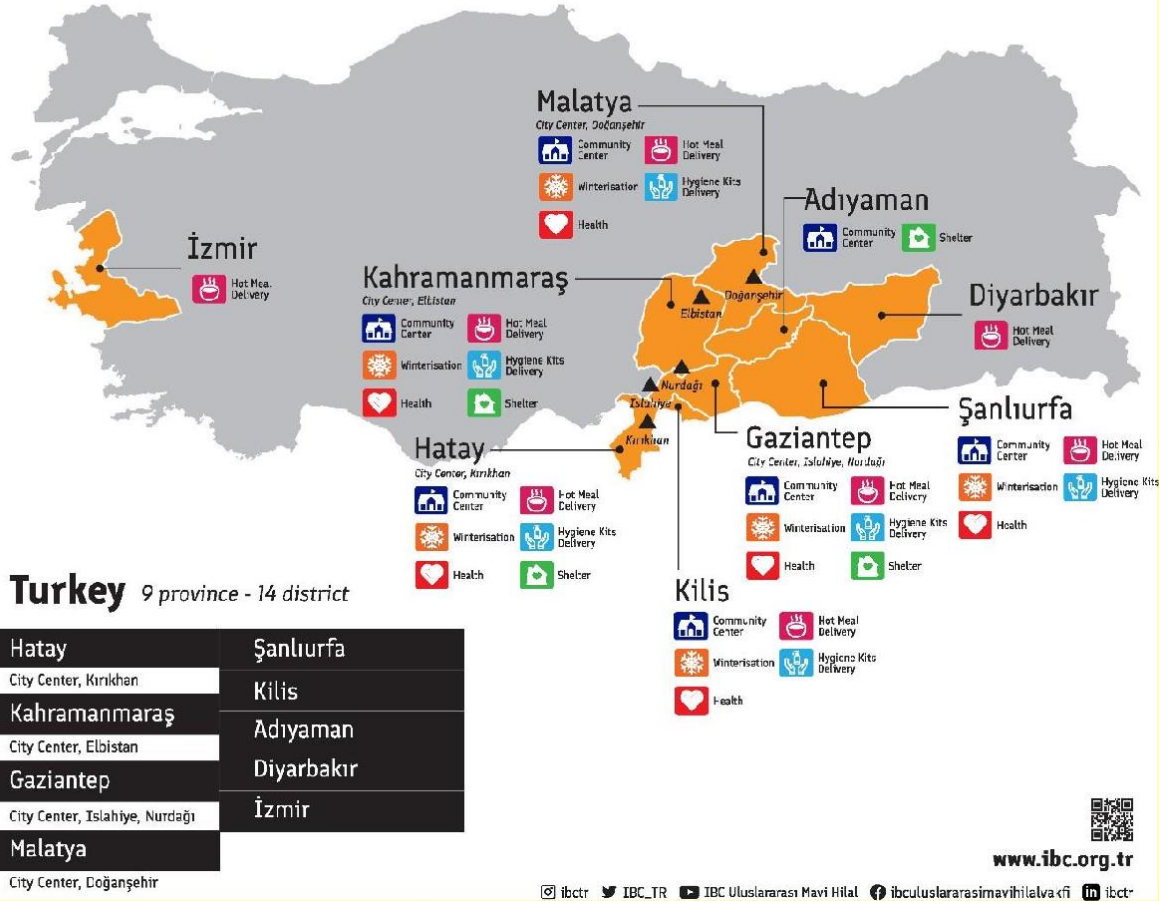 Malatya
City Center, Doğanşehir
Community
Center
Hot Meal
Delivery
Winterisation
Hygiene Kits
Delivery
Health
Adıyaman
Community
Center
Shelter
İzmir
Hot Meal
Delivery
Kahramanmaraş
City Center, Elbistan
Community
Center
Hot Meal
Delivery
Winterisation
Hygiene Kits
Delivery
Health
Shelter
Doğanşehir
Elbistan
Nurdağı
Islahiye
Kırıkhan
Diyarbakır
Hot Meal
Delivery
Şanlıurfa
Community
Center
Hot Meal
Delivery
Winterisation
Hygiene Kits
Delivery
Health
Hatay
City Center, Kırıkhan
Community
Center
Hot Meal
Delivery
Winterisation
Hygiene Kits
Delivery
Health
Shelter
Gaziantep
City Center, Islahiye, Nurdağı
Community
Center
Hot Meal
Delivery
Winterisation
Hygiene Kits
Delivery
Health
Shelter
Kilis
Community
Center
Hot Meal
Delivery
Winterisation
Hygiene Kits
Delivery
Health
Turkey 9 province - 14 district
Hatay
City Center, Kırıkhan
Kahramanmaraş
City Center, Elbistan
Gaziantep
City Center, Islahiye, Nurdağı
Malatya
City Center, Doğanşehir
Şanlıurfa
Kilis
Adıyaman
Diyarbakır
İzmir
www.ibc.org.tr
ibctr IBC_TR IBC Uluslararası Mavi Hilal ibculuslararasimavihilalvakfi ibctr